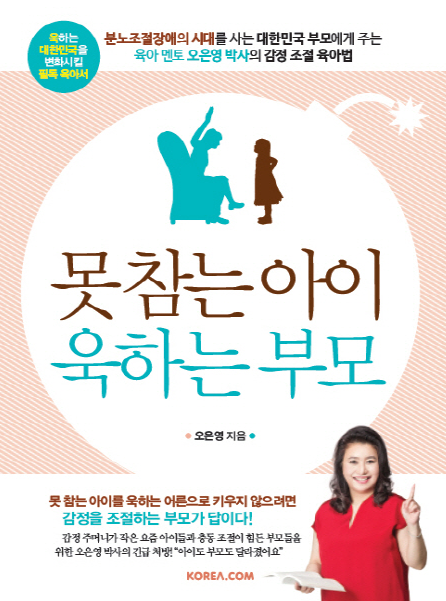 욱하는
대한민국을
변화시킬
필독 육아서
분노조절장애의 시대를 사는 대한민국 부모에게 주는
육아 멘토 오은영 박사의 감정 조절 육아법
못 참는 아이
욱하는 부모
오은영 지음
못 참는 아이를 욱하는 어른으로 키우지 않으려면
감정을 조절하는 부모가 답이다!
감정 주머니가 작은 요즘 아이들과 충동 조절이 힘든 부모들을
위한 오은영 박사의 긴급 처방! “아이도 부모도 달라졌어요”
KOREA.COM